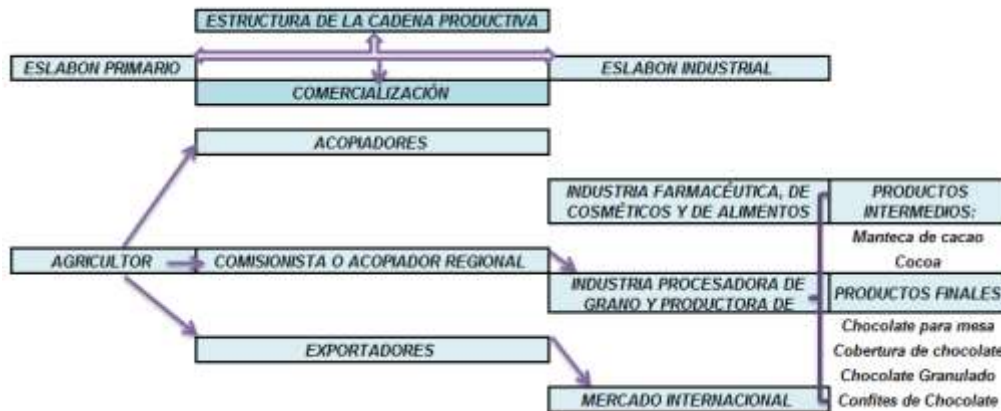 ESTRUCTURA DE LA CADENA PRODUCTIVA
ESLABON PRIMARIO
ESLABON INDUSTRIAL
COMERCIALIZACIÓN
ACOPIADORES
INDUSTRIA FARMACÉUTICA, DE
COSMÉTICOS Y DE ALIMENTOS
PRODUCTOS
INTERMEDIOS:
Manteca de cacao
Cocoa
AGRICULTOR
COMISIONISTA O ACOPIADOR REGIONAL
INDUSTRIA PROCESADORA DE
GRANO Y PRODUCTORA DE
PRODUCTOS FINALES
Chocolate para mesa
Cobertura de chocolate
Chocolate Granulado
Confites de Chocolate
EXPORTADORES
MERCADO INTERNACIONAL